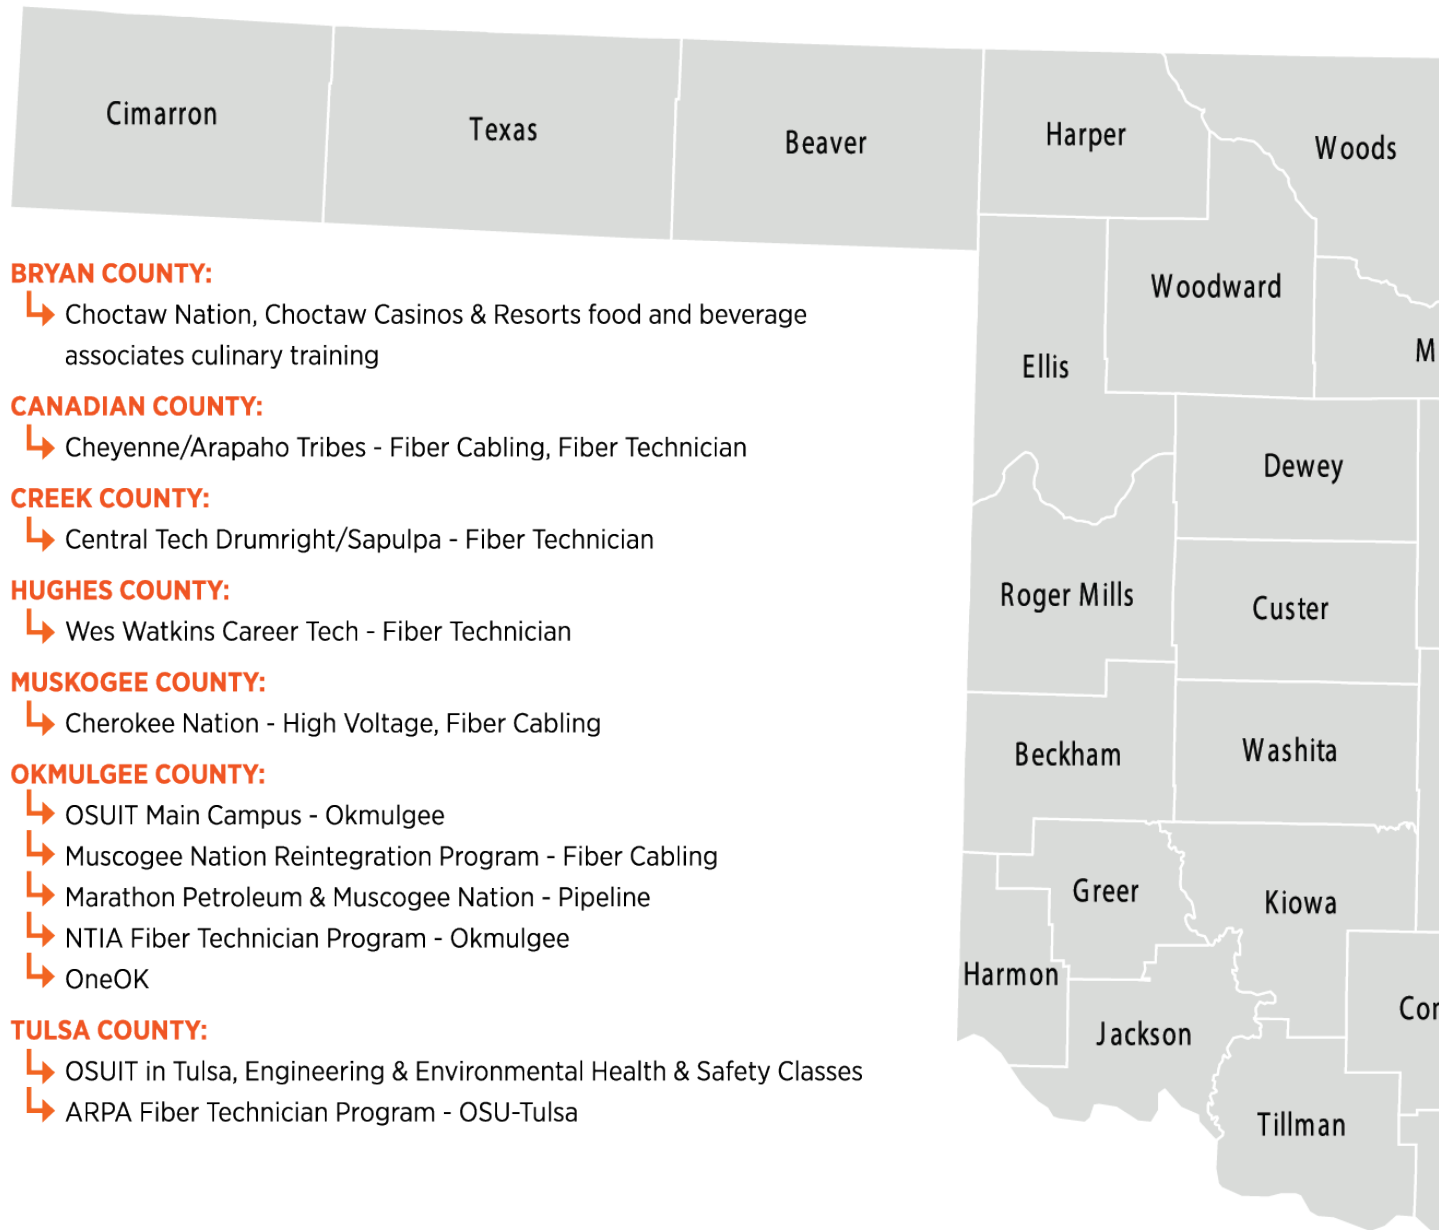 Cimarron
Texas
Beaver
Harper
Woods
BRYAN COUNTY:
Choctaw Nation, Choctaw Casinos & Resorts food and beverage
associates culinary training
CANADIAN COUNTY:
Cheyenne/Arapaho Tribes - Fiber Cabling, Fiber Technician
CREEK COUNTY:
Central Tech Drumright/Sapulpa - Fiber Technician
HUGHES COUNTY:
Wes Watkins Career Tech - Fiber Technician
MUSKOGEE COUNTY:
Cherokee Nation - High Voltage, Fiber Cabling
OKMULGEE COUNTY:
OSUIT Main Campus - Okmulgee
Muscogee Nation Reintegration Program - Fiber Cabling
Marathon Petroleum & Muscogee Nation - Pipeline
NTIA Fiber Technician Program - Okmulgee
OneOK
TULSA COUNTY:
OSUIT in Tulsa, Engineering & Environmental Health & Safety Classes
ARPA Fiber Technician Program - OSU-Tulsa
Woodward
M
Ellis
Dewey
Roger Mills
Custer
Beckham
Washita
Greer
Kiowa
Harmon
Jackson
Cor
Tillman